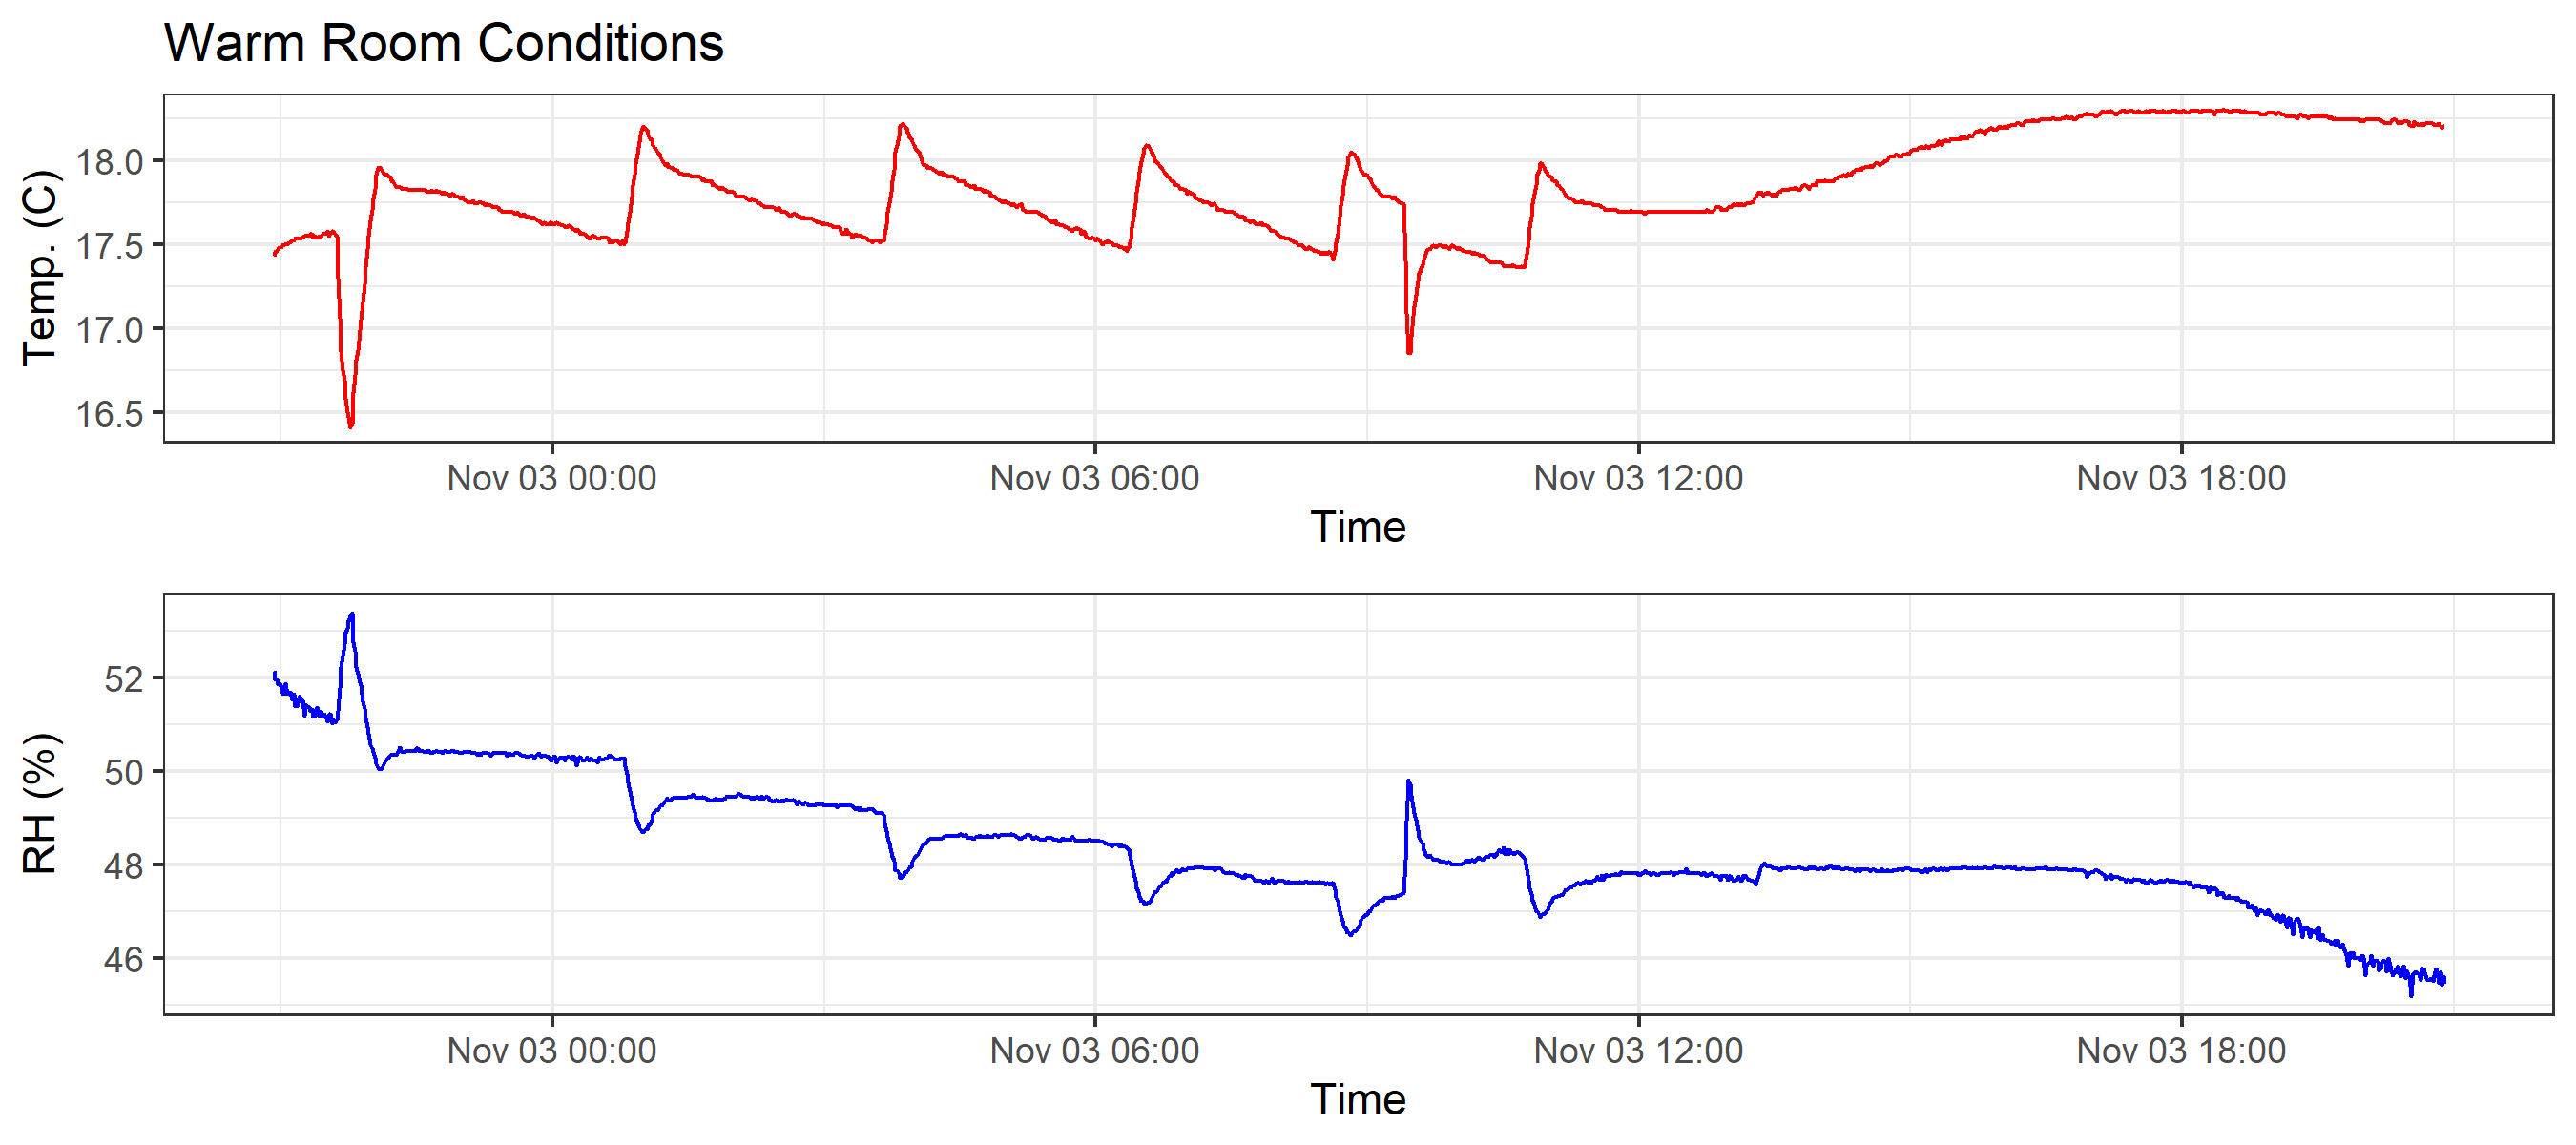 Warm Room Conditions
Temp. (C)
18.0
17.5
17.0
16.5
Nov 03 00:00 Nov 03 06:00 Nov 03 12:00 Nov 03 18:00
Time
RH (%)
52
50
48
46
Nov 03 00:00 Nov 03 06:00 Nov 03 12:00 Nov 03 18:00
Time